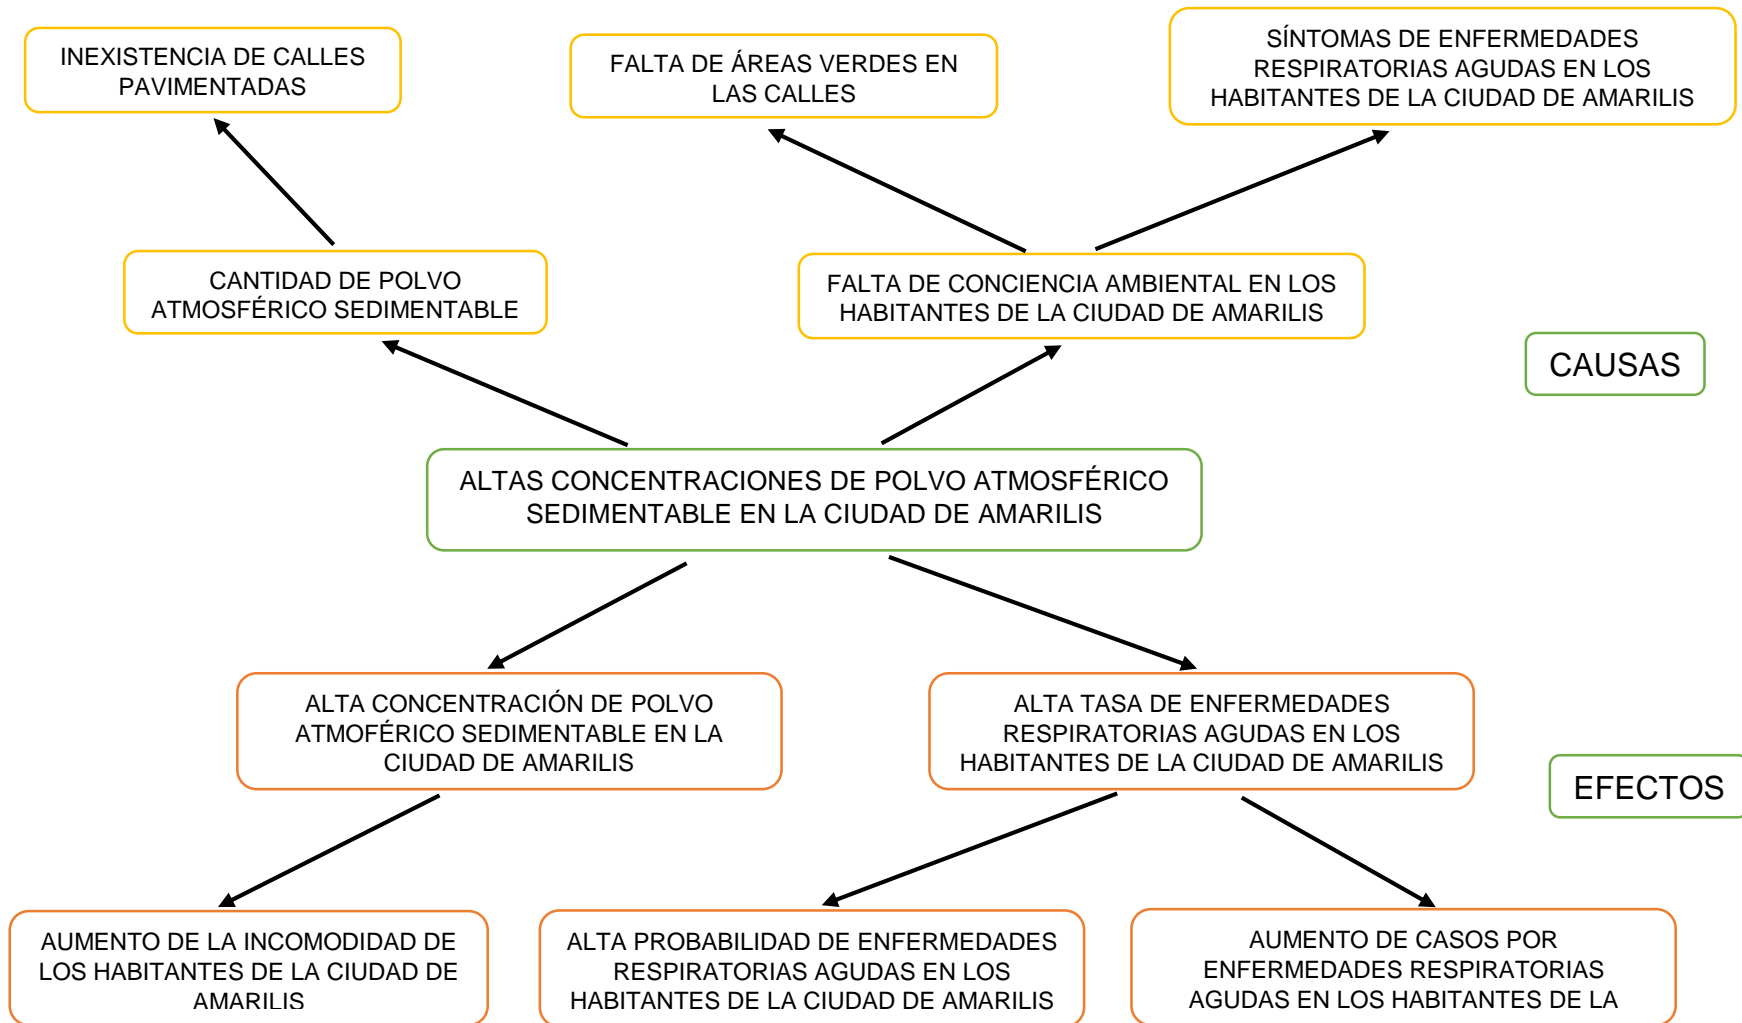 INEXISTENCIA DE CALLES
PAVIMENTADAS
FALTA DE ÁREAS VERDES EN
LAS CALLES
SÍNTOMAS DE ENFERMEDADES
RESPIRATORIAS AGUDAS EN LOS
HABITANTES DE LA CIUDAD DE AMARILIS
CANTIDAD DE POLVO
ATMOSFÉRICO SEDIMENTABLE
FALTA DE CONCIENCIA AMBIENTAL EN LOS
HABITANTES DE LA CIUDAD DE AMARILIS
CAUSAS
ALTAS CONCENTRACIONES DE POLVO ATMOSFÉRICO
SEDIMENTABLE EN LA CIUDAD DE AMARILIS
ALTA CONCENTRACIÓN DE POLVO
ATMOFÉRICO SEDIMENTABLE EN LA
CIUDAD DE AMARILIS
ALTA TASA DE ENFERMEDADES
RESPIRATORIAS AGUDAS EN LOS
HABITANTES DE LA CIUDAD DE AMARILIS
EFECTOS
AUMENTO DE LA INCOMODIDAD DE
LOS HABITANTES DE LA CIUDAD DE
AMARILIS
ALTA PROBABILIDAD DE ENFERMEDADES
RESPIRATORIAS AGUDAS EN LOS
HABITANTES DE LA CIUDAD DE AMARILIS
AUMENTO DE CASOS POR
ENFERMEDADES RESPIRATORIAS
AGUDAS EN LOS HABITANTES DE LA